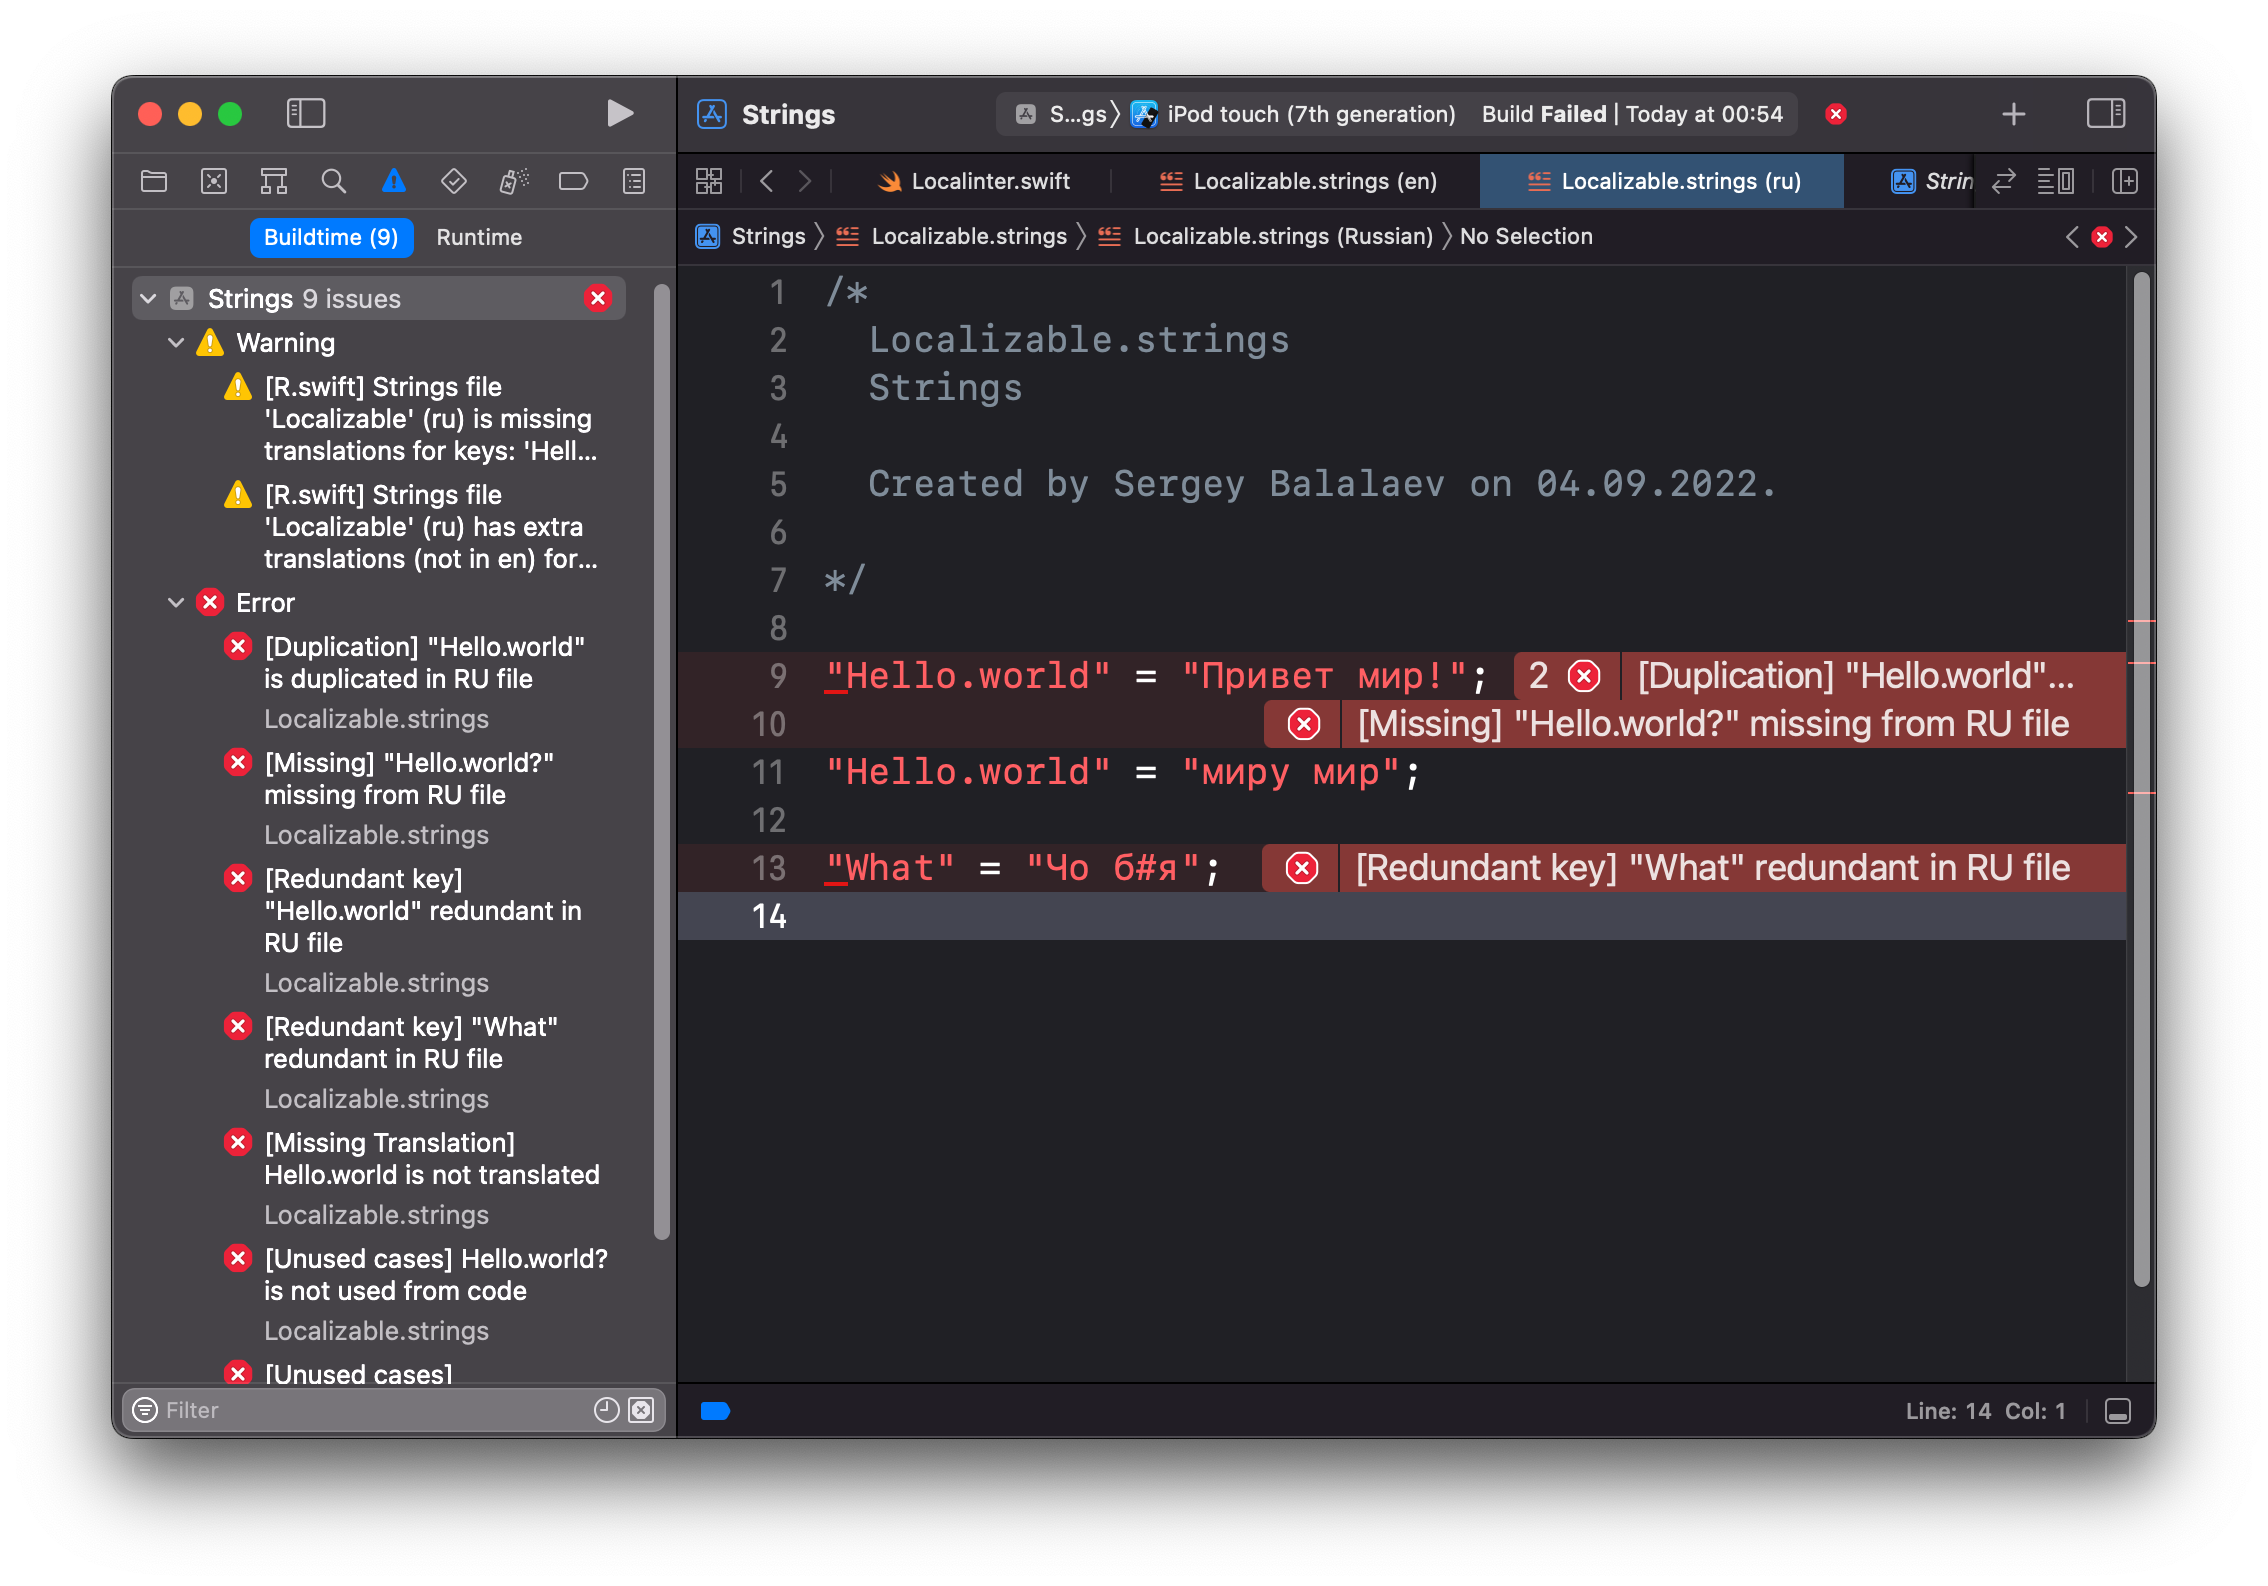 Strings
S...gs
iPod touch (7th generation)
Build Failed | Today at 00:54
Localinter.swift
Localizable.strings (en)
Localizable.strings (ru)
Strin
Buildtime (9)
Runtime
Strings
Localizable.strings
Localizable.strings (Russian)
No Selection
Strings 9 issues
Warning
[R.swift] Strings file
'Localizable' (ru) is missing
translations for keys: 'Hell...
[R.swift] Strings file
'Localizable' (ru) has extra
translations (not in en) for...
Error
[Duplication] "Hello.world"
is duplicated in RU file
Localizable.strings
[Missing] "Hello.world?"
missing from RU file
Localizable.strings
[Redundant key]
"Hello.world" redundant in
RU file
Localizable.strings
[Redundant key] "What"
redundant in RU file
Localizable.strings
[Missing Translation]
Hello.world is not translated
Localizable.strings
[Unused cases] Hello.world?
is not used from code
Localizable.strings
[Unused cases]
Filter
1 /*
2 Localizable.strings
3 Strings
4
5 Created by Sergey Balalaev on 04.09.2022.
6
7 */
8
9 "Hello.world" = "Привет мир!"; 2 [Duplication] "Hello.world"...
10 [Missing] "Hello.world?" missing from RU file
11 "Hello.world" = "миру мир";
12
13 "What" = "Чо б#я"; [Redundant key] "What" redundant in RU file
14
Line: 14 Col: 1